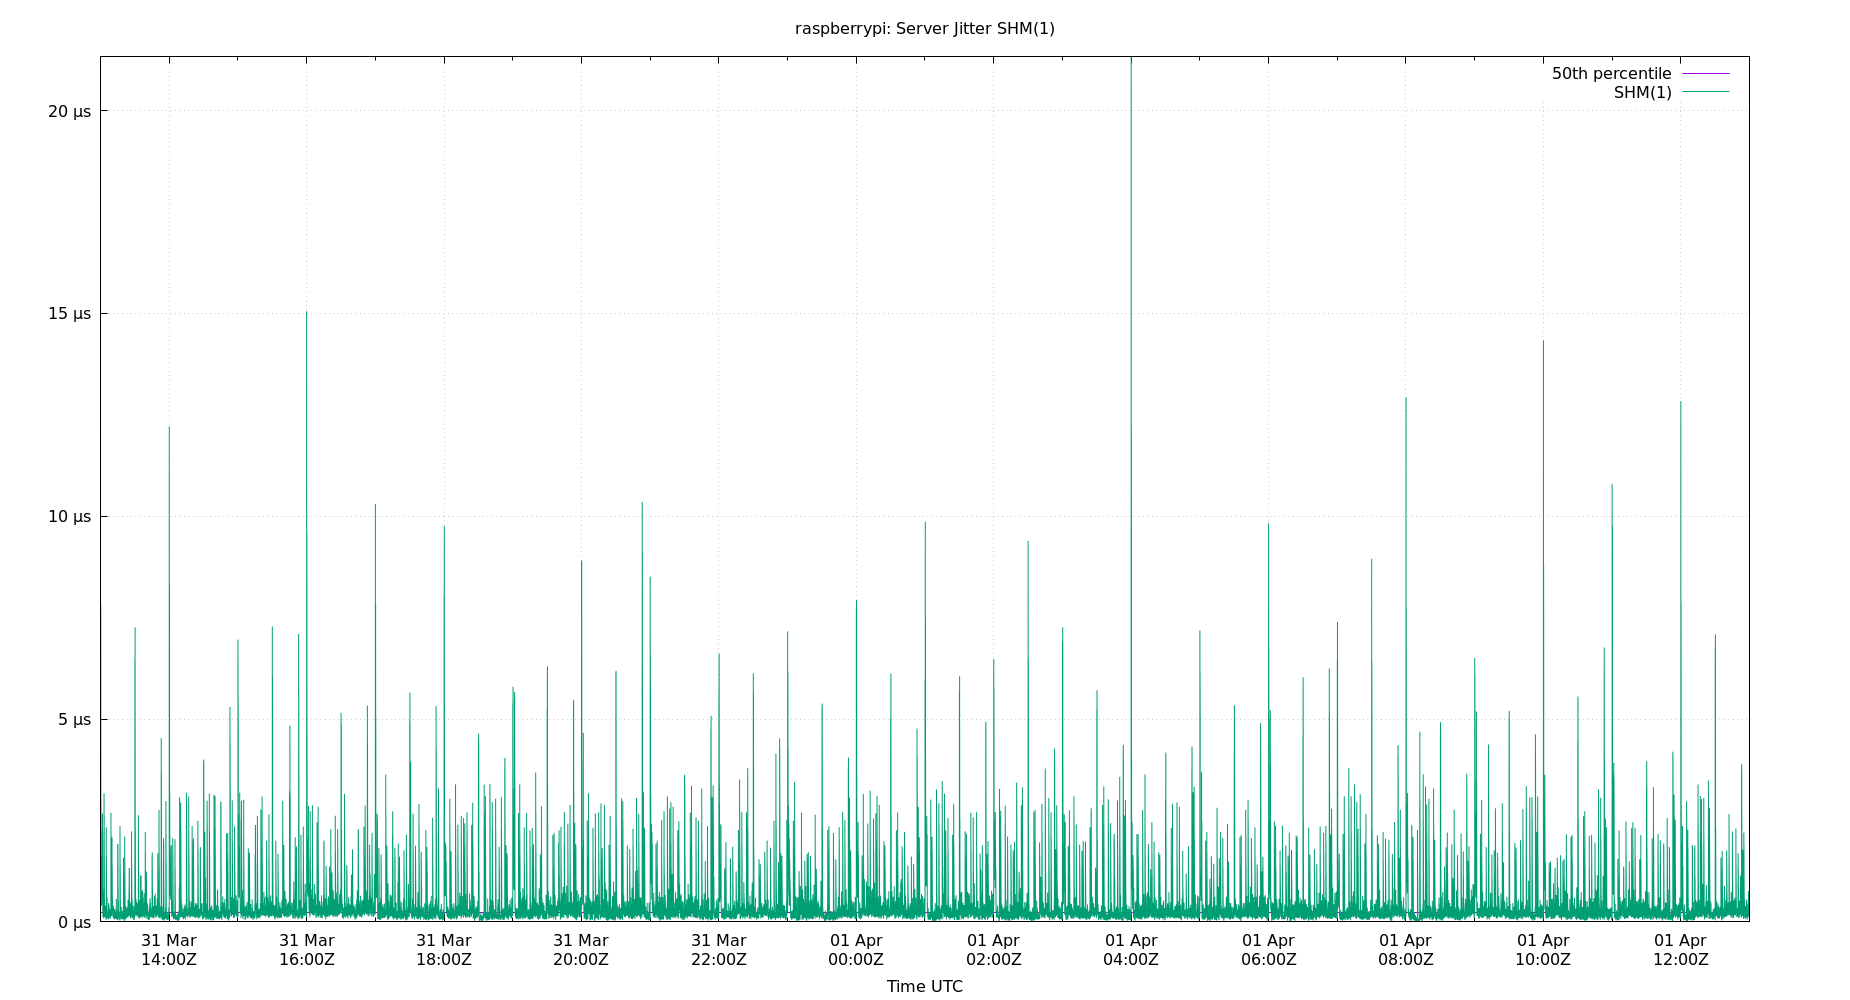 raspberrypi: Server Jitter SHM(1)
50th percentile
SHM(1)
20 µs
15 µs
10 µs
5 µs
0 µs
31 Mar 31 Mar 31 Mar 31 Mar 31 Mar 01 Apr 01 Apr 01 Apr 01 Apr 01 Apr 01 Apr 01 Apr
14:00Z 16:00Z 18:00Z 20:00Z 22:00Z 00:00Z 02:00Z 04:00Z 06:00Z 08:00Z 10:00Z 12:00Z
Time UTC